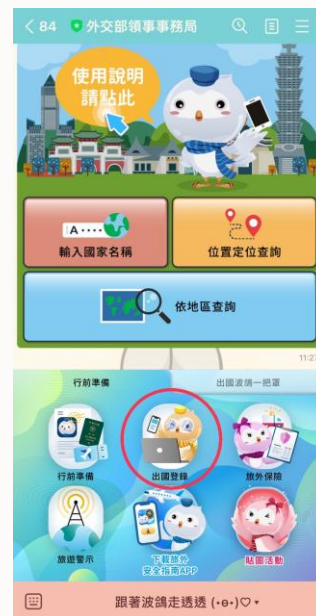 84
外交部領事事務局
使用說明
請點此
A....
輸入國家名稱
位置定位查詢
依地區查詢
11:27
行前準備
出國波鴿一把罩
行前準備
出國登錄
旅外保險
旅遊警示
下載旅外
安全指南APP
貼圖活動
跟著波鴿走透透 (•ө•)♡▾